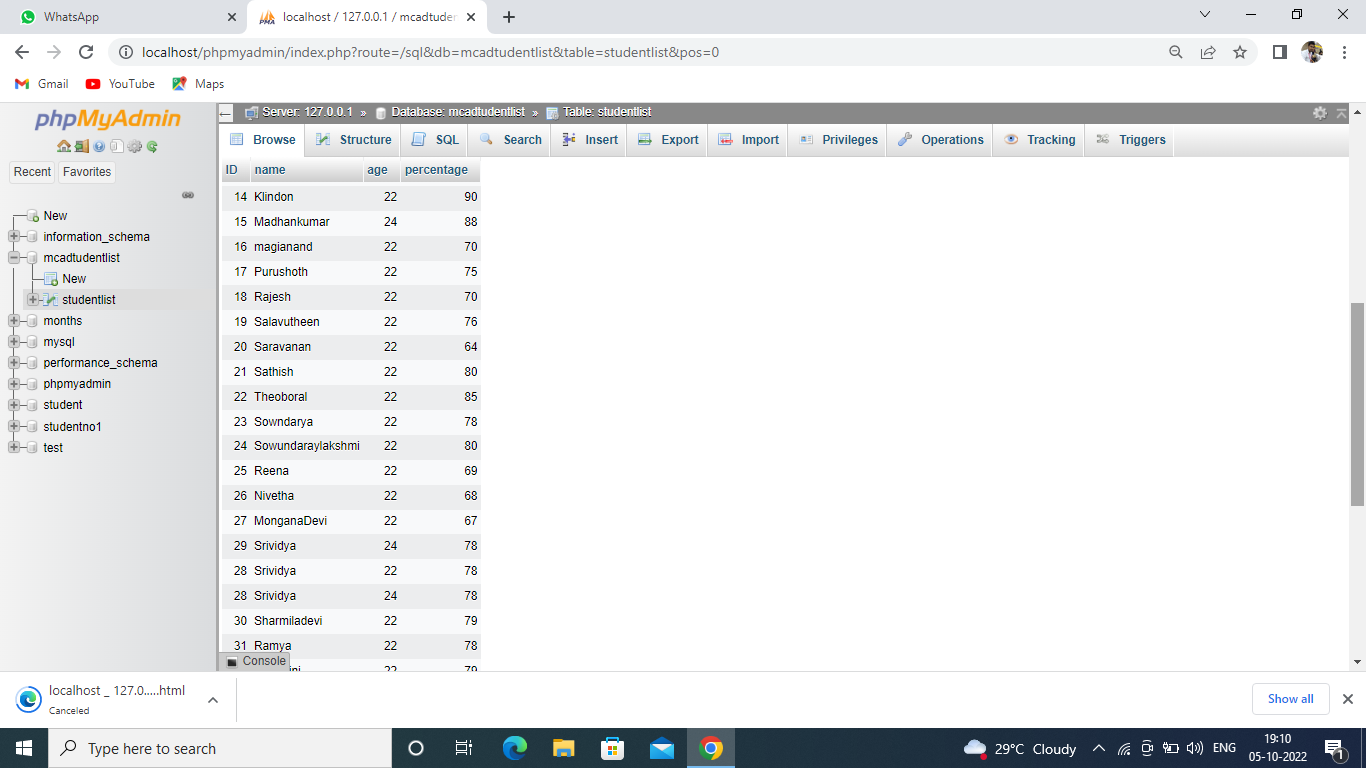 WhatsApp
localhost / 127.0.0.1 / mcadtuden
localhost/phpmyadmin/index.php?route=/sql&db=mcadtudentlist&table=studentlist&pos=0
Gmail YouTube Maps
phpMyAdmin
Recent Favorites
New
information_schema
mcadtudentlist
New
studentlist
months
mysql
performance_schema
phpmyadmin
student
studentno1
test
Server: 127.0.0.1 » Database: mcadtudentlist » Table: studentlist
Browse Structure SQL Search Insert Export Import Privileges Operations Tracking Triggers
ID name age percentage
14 Klindon 22 90
15 Madhankumar 24 88
16 magianand 22 70
17 Purushoth 22 75
18 Rajesh 22 70
19 Salavutheen 22 76
20 Saravanan 22 64
21 Sathish 22 80
22 Theoboral 22 85
23 Sowndarya 22 78
24 Sowundaraylakshmi 22 80
25 Reena 22 69
26 Nivetha 22 68
27 MonganaDevi 22 67
29 Srividya 24 78
28 Srividya 22 78
28 Srividya 24 78
30 Sharmiladevi 22 79
31 Ramya 22 78
22 79
Console
localhost _ 127.0.....html
Canceled
Show all
Type here to search
29°C Cloudy
ENG
19:10
05-10-2022
1